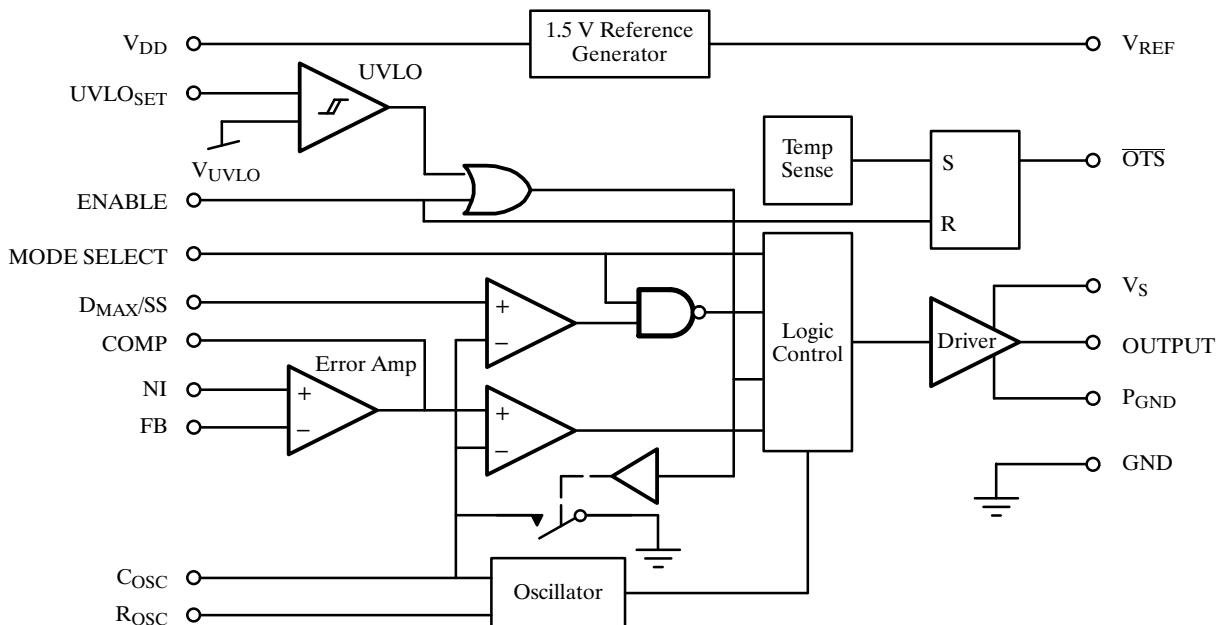 V_DD
1.5 V Reference
Generator
V_REF
UVLO
UVLO_SET
V_UVLO
Temp
Sense
S
R
OTS
ENABLE
MODE SELECT
D_MAX/SS
+
−
COMP
Error Amp
NI
+
FB
−
+
−
Logic
Control
Driver
V_S
OUTPUT
P_GND
GND
C_OSC
R_OSC
Oscillator